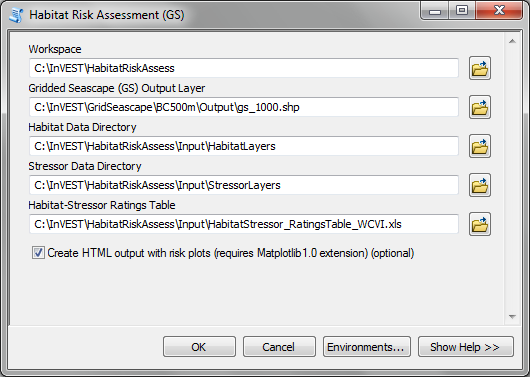 Habitat Risk Assessment (GS)
Workspace
C:\InVEST\HabitatRiskAssess
Gridded Seascape (GS) Output Layer
C:\InVEST\GridSeascape\BC500m\Output\gs_1000.shp
Habitat Data Directory
C:\InVEST\HabitatRiskAssess\Input\HabitatLayers
Stressor Data Directory
C:\InVEST\HabitatRiskAssess\Input\StressorLayers
Habitat-Stressor Ratings Table
C:\InVEST\HabitatRiskAssess\Input\HabitatStressor_RatingsTable_WCVI.xls
Create HTML output with risk plots (requires Matplotlib1.0 extension) (optional)
OK Cancel Environments... Show Help >>